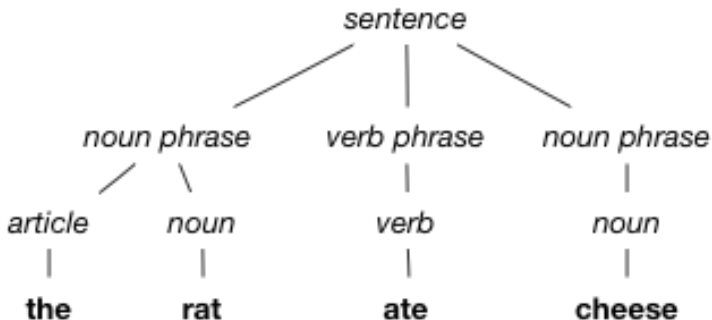 sentence
noun phrase verb phrase noun phrase
article noun verb noun
the rat ate cheese